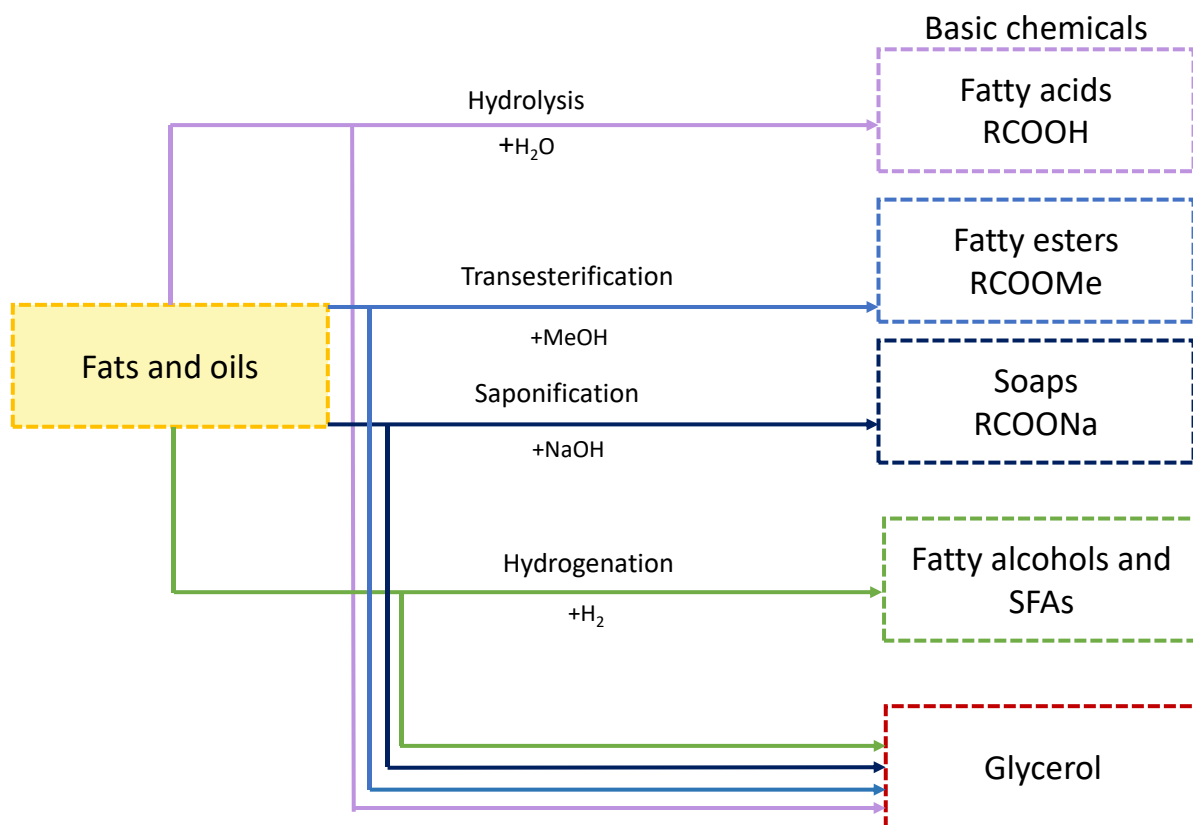 Basic chemicals
Fatty acids
RCOOH
Hydrolysis
+H₂O
Fatty esters
RCOOMe
Transesterification
+MeOH
Fats and oils
Soaps
RCOONa
Saponification
+NaOH
Fatty alcohols and
SFAs
Hydrogenation
+H₂
Glycerol